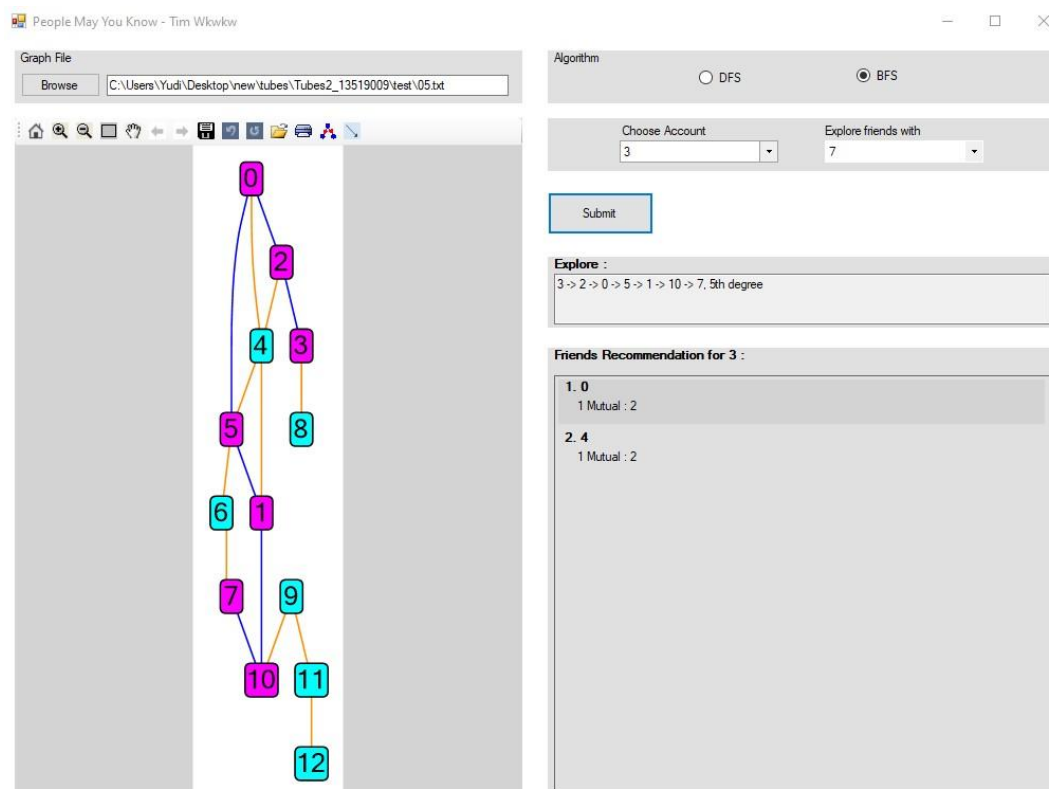 People May You Know - Tim Wkwkw
Graph File
Browse C:\Users\Yudi\Desktop\new\tubes\Tubes2_13519009\test\05.txt
0
2
4 3
5 8
6 1
7 9
10 11
12
Algorithm
DFS BFS
Choose Account Explore friends with
3 7
Submit
Explore :
3 -> 2 -> 0 -> 5 -> 1 -> 10 -> 7, 5th degree
Friends Recommendation for 3 :
1. 0
1 Mutual : 2
2. 4
1 Mutual : 2